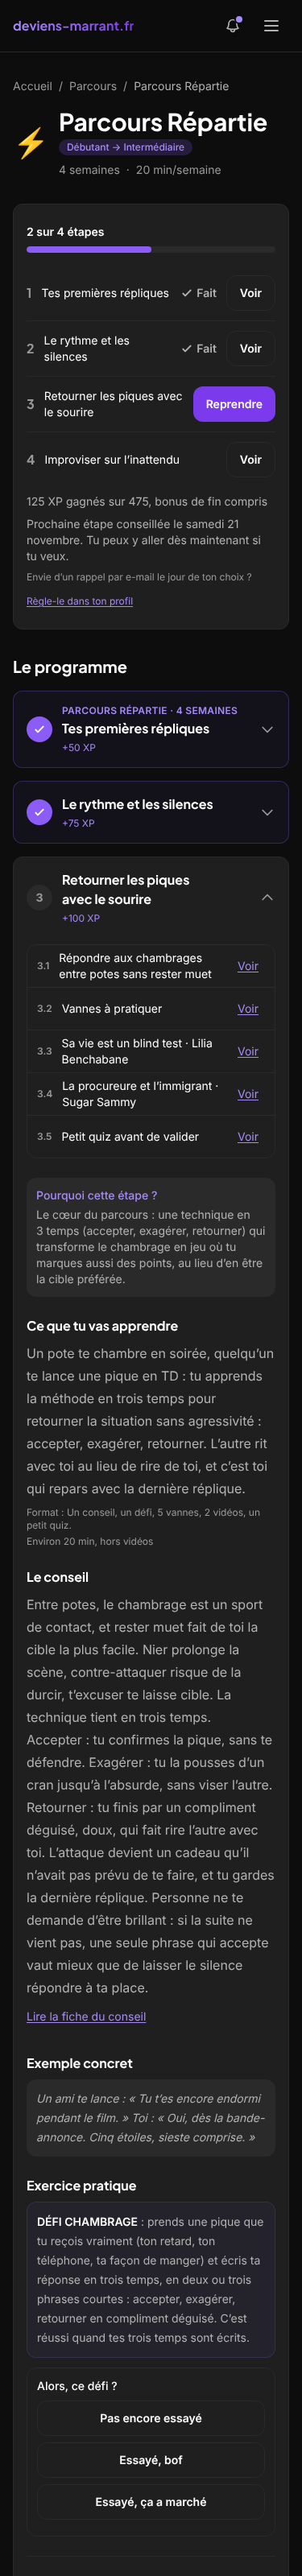 deviens-marrant.fr
Accueil / Parcours / Parcours Répartie
⚡ Parcours Répartie
Débutant → Intermédiaire
4 semaines · 20 min/semaine
2 sur 4 étapes
1 Tes premières répliques ✓ Fait Voir
2 Le rythme et les
silences ✓ Fait Voir
3 Retourner les piques avec
le sourire Reprendre
4 Improviser sur l’inattendu Voir
125 XP gagnés sur 475, bonus de fin compris
Prochaine étape conseillée le samedi 21
novembre. Tu peux y aller dès maintenant si
tu veux.
Envie d’un rappel par e-mail le jour de ton choix ?
Règle-le dans ton profil
Le programme
PARCOURS RÉPARTIE · 4 SEMAINES
Tes premières répliques
+50 XP
Le rythme et les silences
+75 XP
3 Retourner les piques
avec le sourire
+100 XP
3.1 Répondre aux chambrages
entre potes sans rester muet Voir
3.2 Vannes à pratiquer Voir
3.3 Sa vie est un blind test · Lilia
Benchabane Voir
3.4 La procureure et l’immigrant ·
Sugar Sammy Voir
3.5 Petit quiz avant de valider Voir
Pourquoi cette étape ?
Le cœur du parcours : une technique en
3 temps (accepter, exagérer, retourner) qui
transforme le chambrage en jeu où tu
marques aussi des points, au lieu d’en être
la cible préférée.
Ce que tu vas apprendre
Un pote te chambre en soirée, quelqu’un
te lance une pique en TD : tu apprends
la méthode en trois temps pour
retourner la situation sans agressivité :
accepter, exagérer, retourner. L’autre rit
avec toi au lieu de rire de toi, et c’est toi
qui repars avec la dernière réplique.
Format : Un conseil, un défi, 5 vannes, 2 vidéos, un
petit quiz.
Environ 20 min, hors vidéos
Le conseil
Entre potes, le chambrage est un sport
de contact, et rester muet fait de toi la
cible la plus facile. Nier prolonge la
scène, contre-attaquer risque de la
durcir, t’excuser te laisse cible. La
technique tient en trois temps.
Accepter : tu confirmes la pique, sans te
défendre. Exagérer : tu la pousses d’un
cran jusqu’à l’absurde, sans viser l’autre.
Retourner : tu finis par un compliment
déguisé, doux, qui fait rire l’autre avec
toi. L’attaque devient un cadeau qu’il
n’avait pas prévu de te faire, et tu gardes
la dernière réplique. Personne ne te
demande d’être brillant : si la suite ne
vient pas, une seule phrase qui accepte
vaut mieux que de laisser le silence
répondre à ta place.
Lire la fiche du conseil
Exemple concret
Un ami te lance : « Tu t’es encore endormi
pendant le film. » Toi : « Oui, dès la bande-
annonce. Cinq étoiles, sieste comprise. »
Exercice pratique
DÉFI CHAMBRAGE : prends une pique que
tu reçois vraiment (ton retard, ton
téléphone, ta façon de manger) et écris ta
réponse en trois temps, en deux ou trois
phrases courtes : accepter, exagérer,
retourner en compliment déguisé. C’est
réussi quand tes trois temps sont écrits.
Alors, ce défi ?
Pas encore essayé
Essayé, bof
Essayé, ça a marché